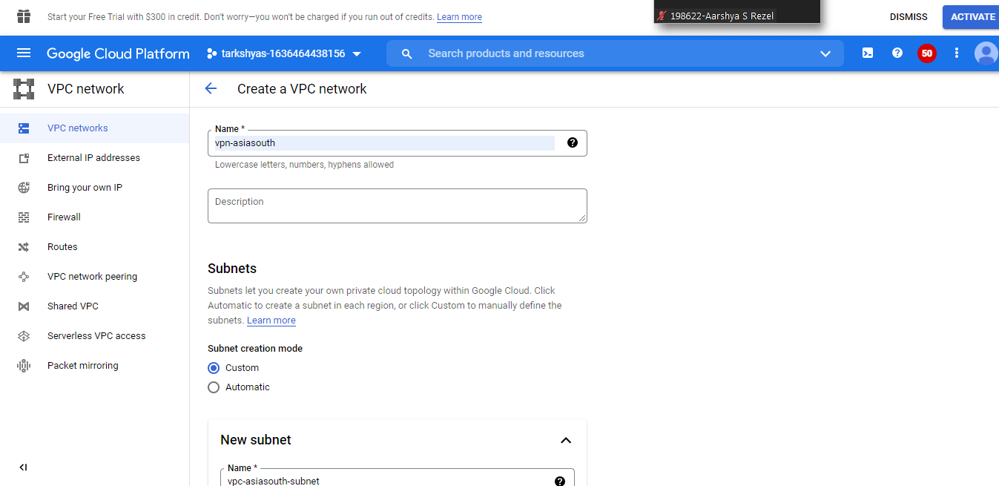 Start your Free Trial with $300 in credit. Don't worry—you won't be charged if you run out of credits. Learn more
198622-Aarshya S Rezel
DISMISS
ACTIVATE
Google Cloud Platform
tarkshyas-1636464438156
Search products and resources
50
VPC network
Create a VPC network
VPC networks
External IP addresses
Bring your own IP
Firewall
Routes
VPC network peering
Shared VPC
Serverless VPC access
Packet mirroring
Name *
vpn-asiasouth
Lowercase letters, numbers, hyphens allowed
Description
Subnets
Subnets let you create your own private cloud topology within Google Cloud. Click
Automatic to create a subnet in each region, or click Custom to manually define the
subnets. Learn more
Subnet creation mode
Custom
Automatic
New subnet
Name *
vpc-asiasouth-subnet